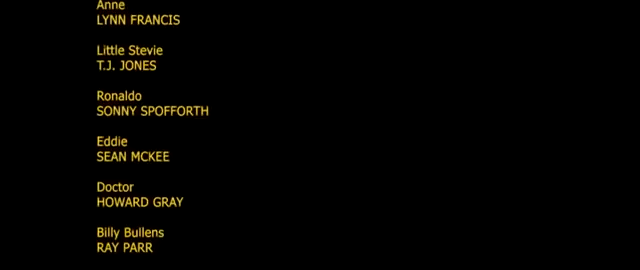 Anne
LYNN FRANCIS
Little Stevie
T.J. JONES
Ronaldo
SONNY SPOFFORTH
Eddie
SEAN MCKEE
Doctor
HOWARD GRAY
Billy Bullens
RAY PARR